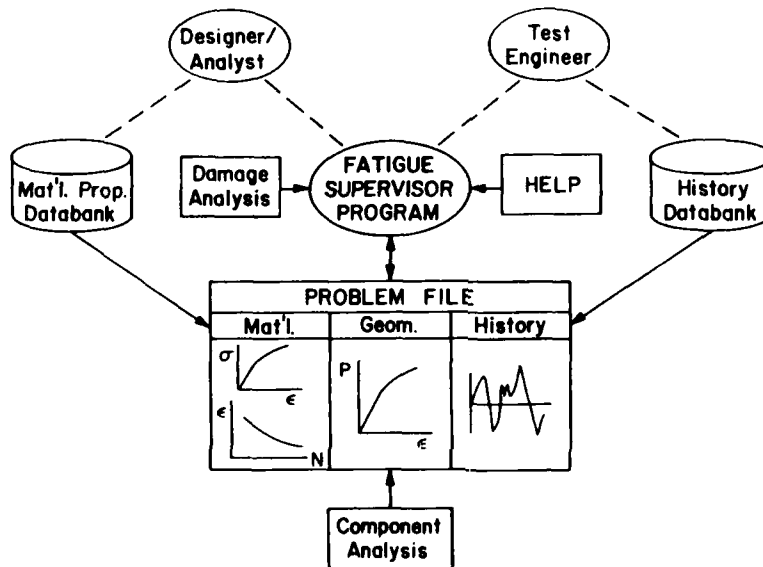 Designer/
Analyst
Test
Engineer
Mat'l. Prop.
Databank
Damage
Analysis
FATIGUE
SUPERVISOR
PROGRAM
HELP
History
Databank
PROBLEM FILE
Mat'l.
Geom.
History
σ
ϵ
ϵ
N
P
ϵ
Component
Analysis